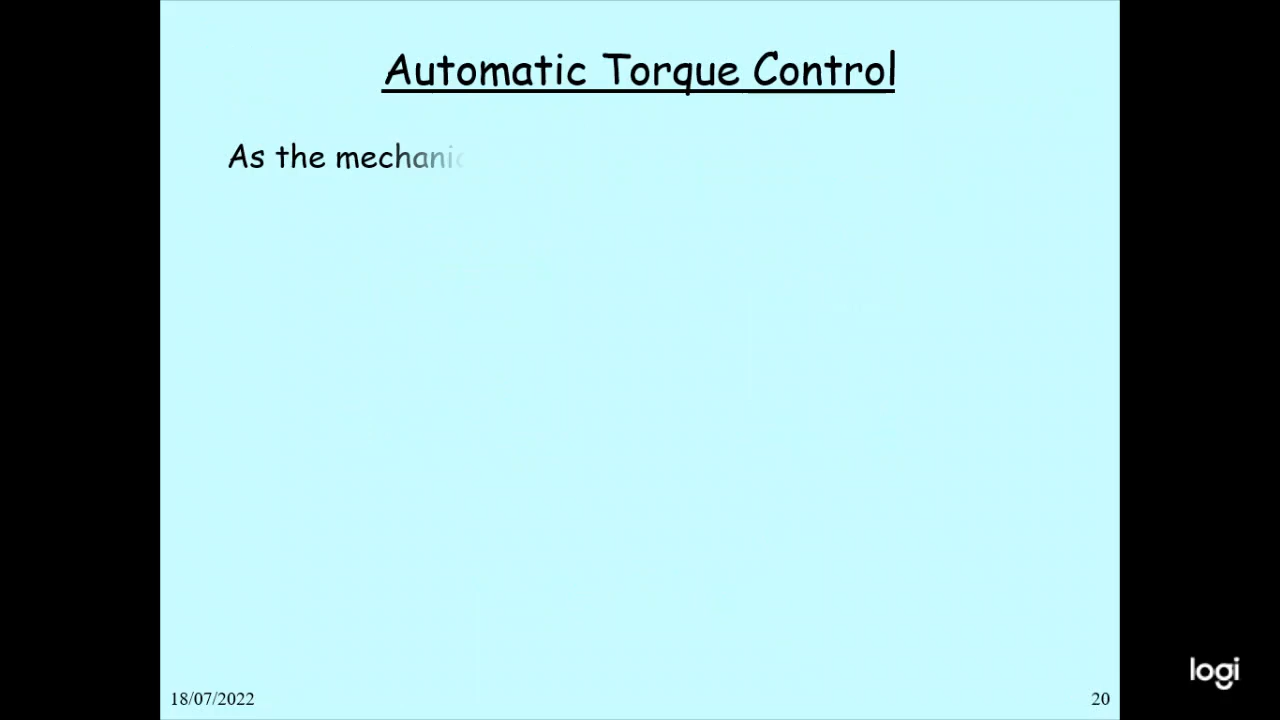 Automatic Torque Control
As the mechanic
18/07/2022
20
logi